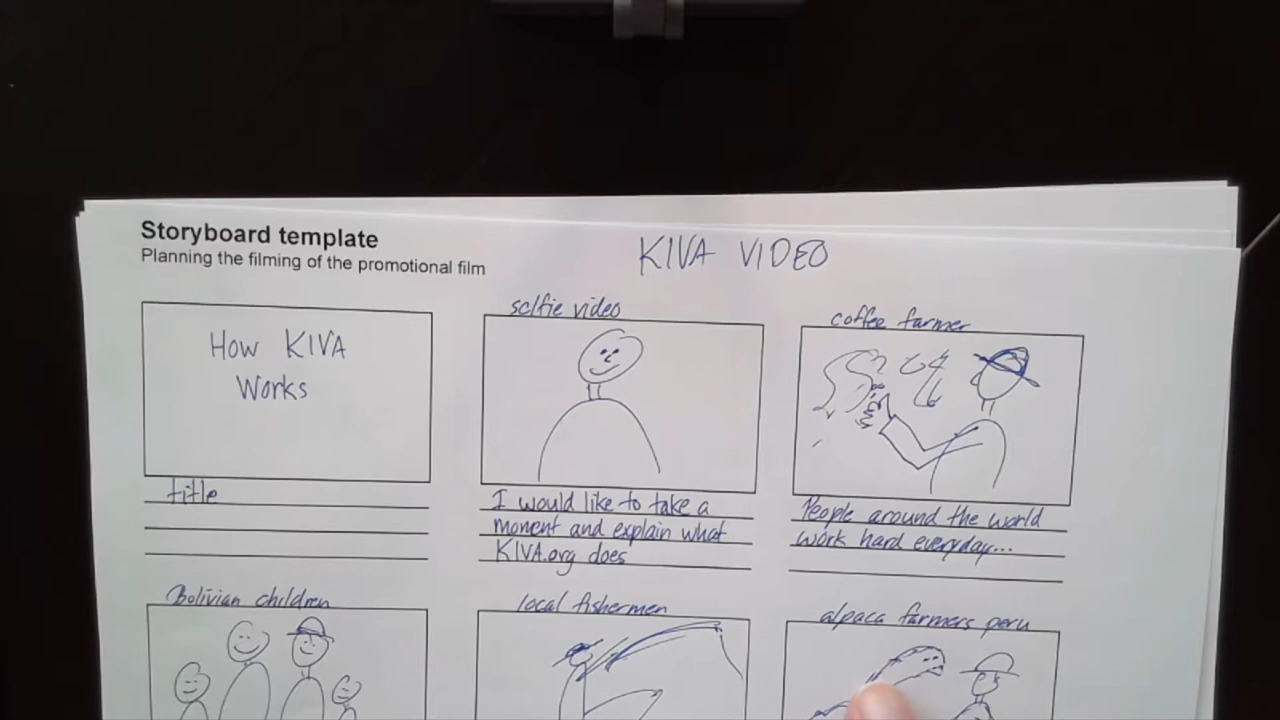 Storyboard template
KIVA VIDEO
Planning the filming of the promotional film
selfie video
coffee farmer
How KIVA
Works
title
I would like to take a
moment and explain what
KIVA.org does
People around the world
work hard everyday...
Bolivian children
local fishermen
alpaca farmers peru